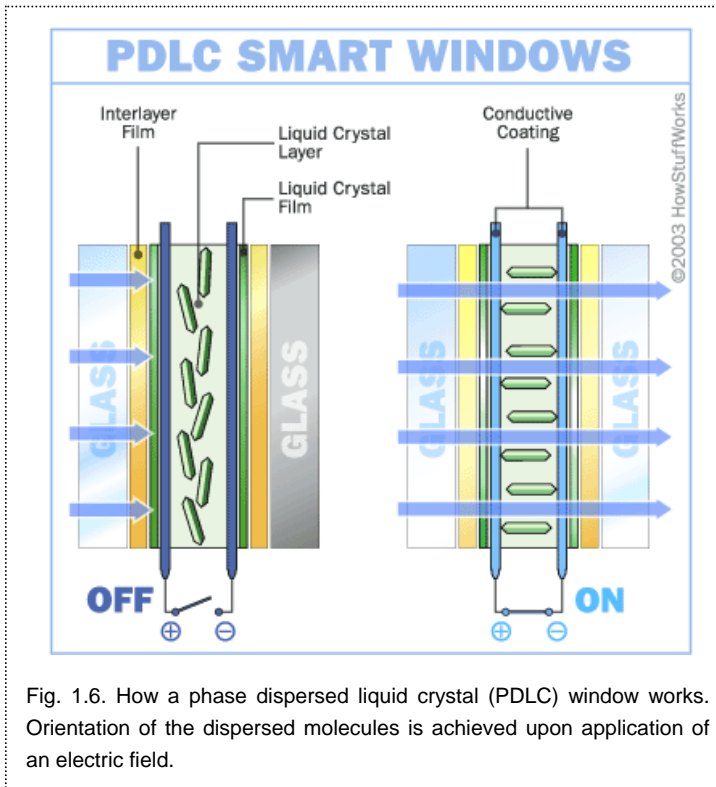 PDLC SMART WINDOWS
Interlayer
Film
Liquid Crystal
Layer
Liquid Crystal
Film
Conductive
Coating
©2003 HowStuffWorks
GLASS
GLASS
GLASS
GLASS
OFF
+ −
ON
+ −
Fig. 1.6. How a phase dispersed liquid crystal (PDLC) window works.
Orientation of the dispersed molecules is achieved upon application of
an electric field.